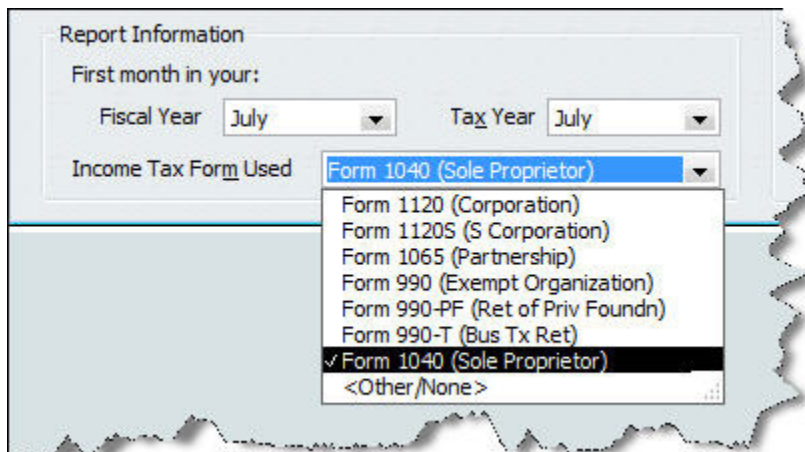 Report Information
First month in your:
Fiscal Year July Tax Year July
Income Tax Form Used Form 1040 (Sole Proprietor)
Form 1120 (Corporation)
Form 1120S (S Corporation)
Form 1065 (Partnership)
Form 990 (Exempt Organization)
Form 990-PF (Ret of Priv Foundn)
Form 990-T (Bus Tx Ret)
✓Form 1040 (Sole Proprietor)
<Other/None>